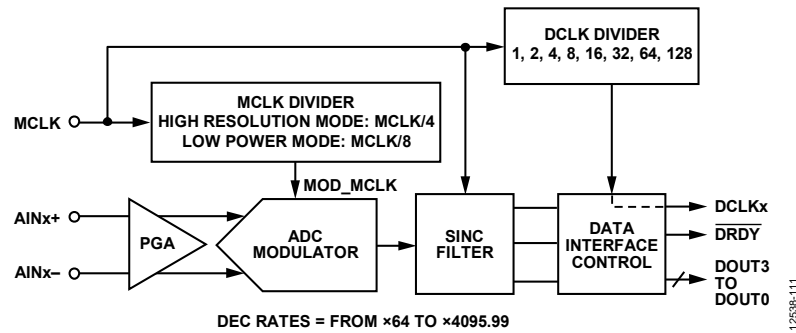 DCLK DIVIDER
1, 2, 4, 8, 16, 32, 64, 128
MCLK DIVIDER
HIGH RESOLUTION MODE: MCLK/4
LOW POWER MODE: MCLK/8
MCLK
MOD_MCLK
AINx+
AINx–
PGA
ADC
MODULATOR
SINC
FILTER
DATA
INTERFACE
CONTROL
DCLKx
DRDY
DOUT3
TO
DOUT0
DEC RATES = FROM ×64 TO ×4095.99
12538-111